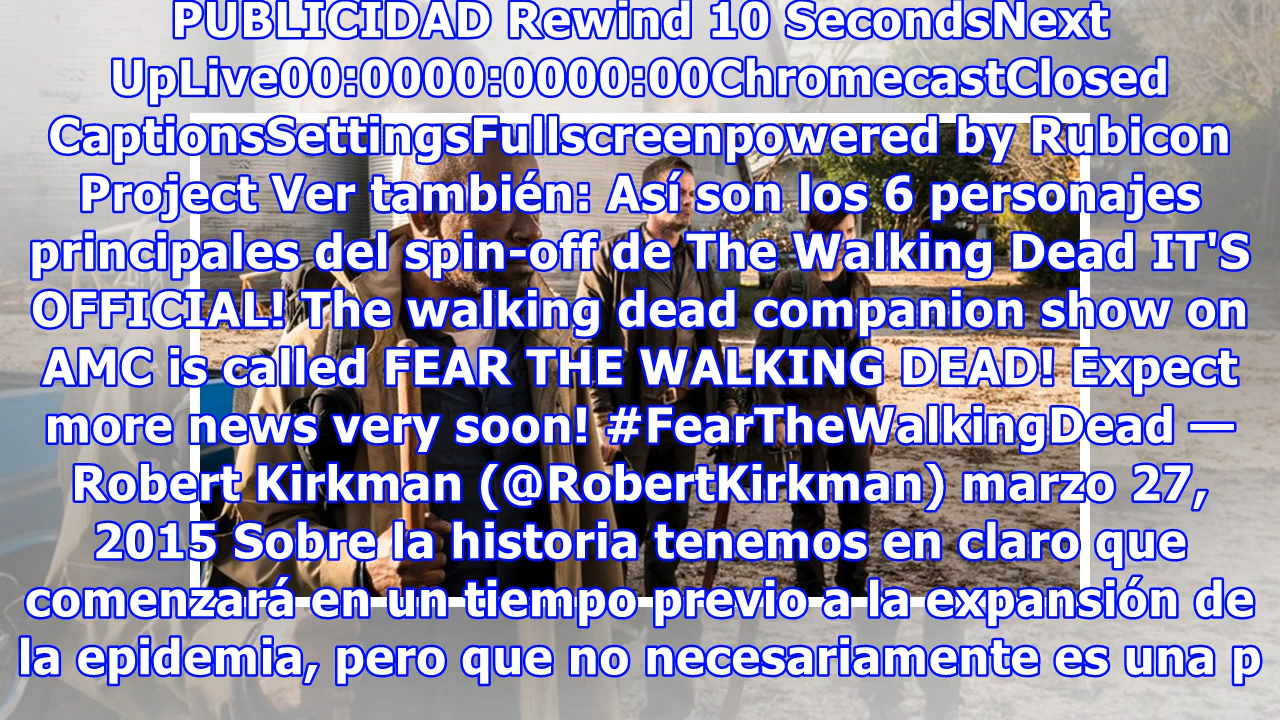 PUBLICIDAD Rewind 10 SecondsNext
UpLive00:0000:0000:00ChromecastClosed
CaptionsSettingsFullscreenpowered by Rubicon
Project Ver también: Así son los 6 personajes
principales del spin-off de The Walking Dead IT'S
OFFICIAL! The walking dead companion show on
AMC is called FEAR THE WALKING DEAD! Expect
more news very soon! #FearTheWalkingDead —
Robert Kirkman (@RobertKirkman) marzo 27,
2015 Sobre la historia tenemos en claro que
comenzará en un tiempo previo a la expansión de
la epidemia, pero que no necesariamente es una p